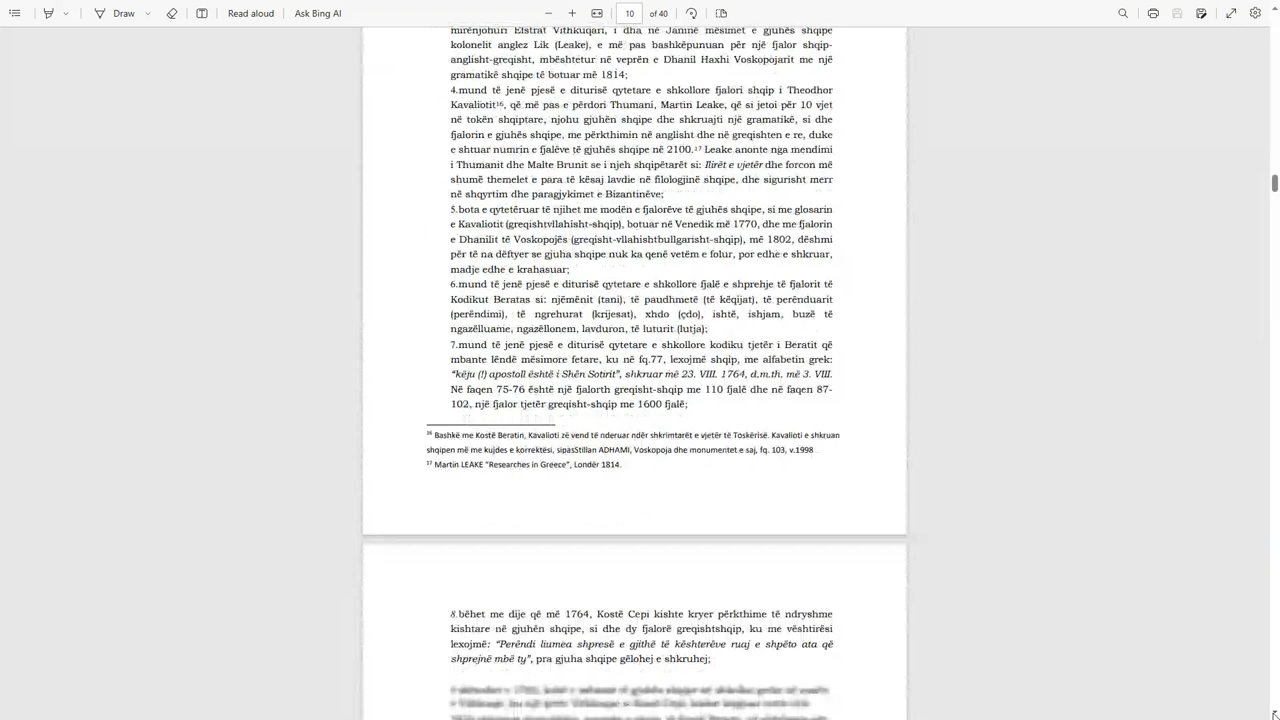 Draw
Read aloud
Ask Bing AI
10 of 40
mirënjohuri Efstrat Vithkuqari, i dha në Janinë mësimet e gjuhës shqipe
kolonelit anglez Lik (Leake), e më pas bashkëpunuan për një fjalor shqip-
anglisht-greqisht, mbështetur në veprën e Dhanil Haxhi Voskopojarit me një
gramatikë shqipe të botuar më 1814;
4.mund të jenë pjesë e diturisë qytetare e shkollore fjalori shqip i Theodhor
Kavaliotit16, që më pas e përdori Thumani, Martin Leake, që si jetoi për 10 vjet
në tokën shqiptare, njohu gjuhën shqipe dhe shkruajti një gramatikë, si dhe
fjalorin e gjuhës shqipe, me përkthimin në anglisht dhe në greqishten e re, duke
e shtuar numrin e fjalëve të gjuhës shqipe në 2100.17 Leake anonte nga mendimi
i Thumanit dhe Malte Brunit se i njeh shqipëtarët si: Ilirët e vjetër dhe forcon më
shumë themelet e para të kësaj lavdie në filologjinë shqipe, dhe sigurisht merr
në shqyrtim dhe paragjykimet e Bizantinëve;
5.bota e qytetëruar të njihet me modën e fjalorëve të gjuhës shqipe, si me glosarin
e Kavaliotit (greqishtvllahisht-shqip), botuar në Venedik më 1770, dhe me fjalorin
e Dhanilit të Voskopojës (greqisht-vllahishtbullgarisht-shqip), më 1802, dëshmi
për të na dëftyer se gjuha shqipe nuk ka qenë vetëm e folur, por edhe e shkruar,
madje edhe e krahasuar;
6.mund të jenë pjesë e diturisë qytetare e shkollore fjalë e shprehje të fjalorit të
Kodikut Beratas si: njëmënit (tani), të paudhmetë (të këqijat), të perënduarit
(perëndimi), të ngrehurat (krijesat), xhdo (çdo), ishtë, ishjam, buzë të
ngazëlluame, ngazëllonem, lavduron, të luturit (lutja);
7.mund të jenë pjesë e diturisë qytetare e shkollore kodiku tjetër i Beratit që
mbante lëndë mësimore fetare, ku në fq.77, lexojmë shqip, me alfabetin grek:
“këju (!) apostoll është i Shën Sotirit”, shkruar më 23. VIII. 1764, d.m.th. më 3. VIII.
Në faqen 75-76 është një fjalorth greqisht-shqip me 110 fjalë dhe në faqen 87-
102, një fjalor tjetër greqisht-shqip me 1600 fjalë;
16 Bashkë me Kostë Beratin, Kavalioti zë vend të nderuar ndër shkrimtarët e vjetër të Toskërisë. Kavalioti e shkruan
shqipen më me kujdes e korrektësi, sipasStillan ADHAMI, Voskopoja dhe monumentet e saj, fq. 103, v.1998
17 Martin LEAKE “Researches in Greece”, Londër 1814.
8.bëhet me dije që më 1764, Kostë Cepi kishte kryer përkthime të ndryshme
kishtare në gjuhën shqipe, si dhe dy fjalorë greqishtshqip, ku me vështirësi
lexojmë: “Perëndi liumea shpresë e gjithë të kështerëve ruaj e shpëto ata që
shprejnë mbë ty”, pra gjuha shqipe gëlohej e shkruhej;